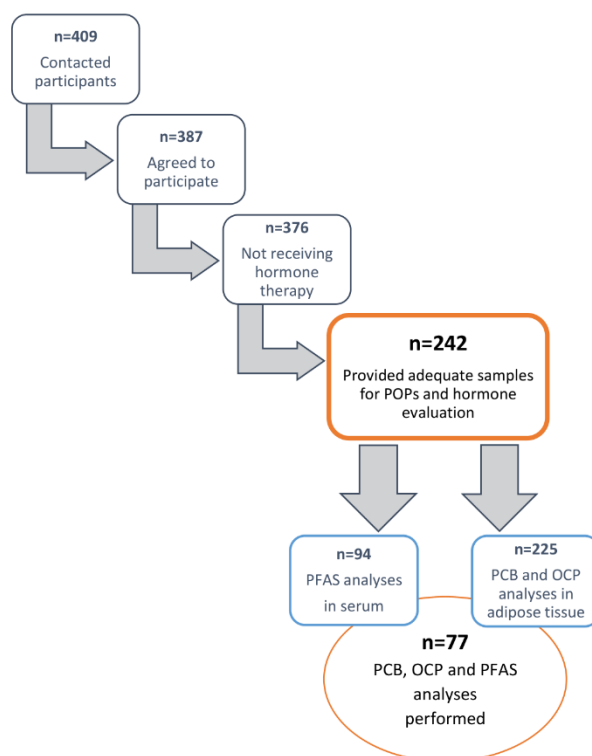 n=409
Contacted
participants
n=387
Agreed to
participate
n=376
Not receiving
hormone
therapy
n=242
Provided adequate samples
for POPs and hormone
evaluation
n=94
PFAS analyses
in serum
n=225
PCB and OCP
analyses in
adipose tissue
n=77
PCB, OCP and PFAS
analyses
performed